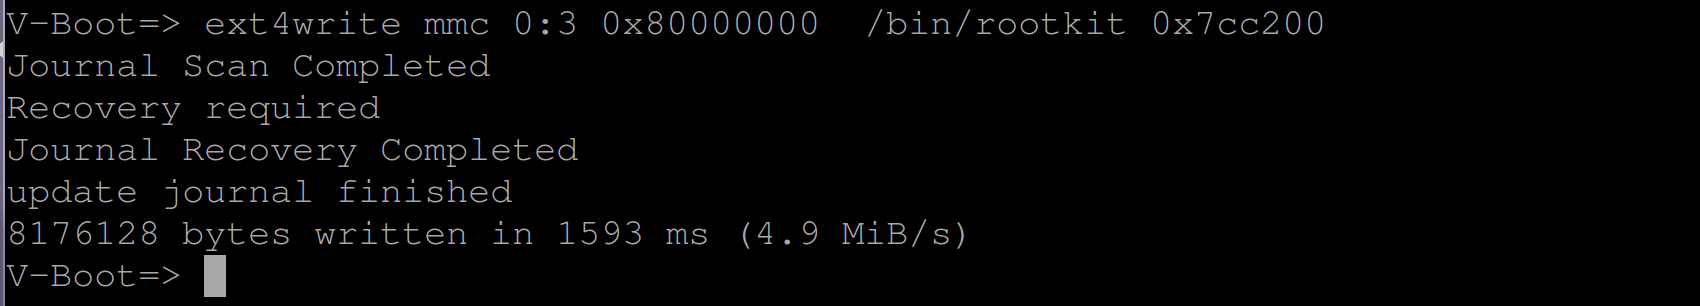 V-Boot=> ext4write mmc 0:3 0x80000000  /bin/rootkit 0x7cc200
Journal Scan Completed
Recovery required
Journal Recovery Completed
update journal finished
8176128 bytes written in 1593 ms (4.9 MiB/s)
V-Boot=>